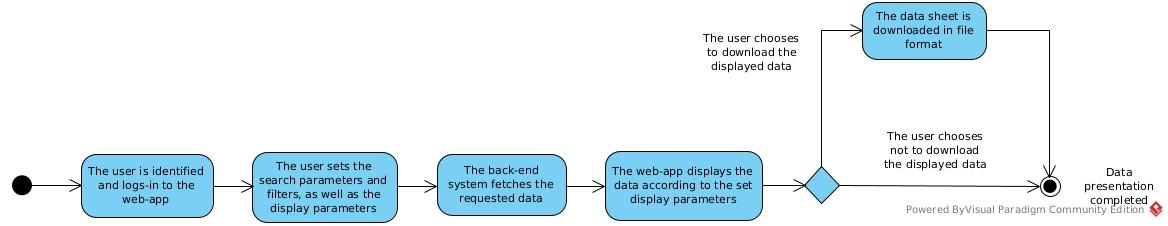 The data sheet is
downloaded in file
format
The user chooses
to download the
displayed data
The user is identified
and logs-in to the
web-app
The user sets the
search parameters and
filters, as well as the
display parameters
The back-end
system fetches the
requested data
The web-app displays the
data according to the set
display parameters
The user chooses
not to download
the displayed data
Data
presentation
completed
Powered ByVisual Paradigm Community Edition